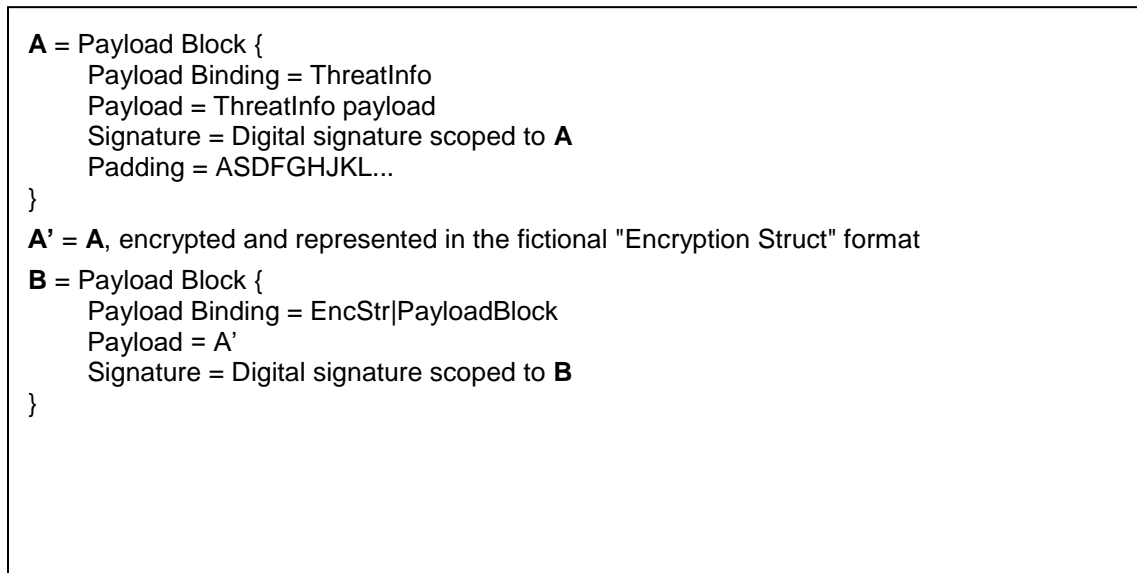 A = Payload Block {
Payload Binding = ThreatInfo
Payload = ThreatInfo payload
Signature = Digital signature scoped to A
Padding = ASDFGHJKL...
}
A’ = A, encrypted and represented in the fictional "Encryption Struct" format
B = Payload Block {
Payload Binding = EncStr|PayloadBlock
Payload = A’
Signature = Digital signature scoped to B
}